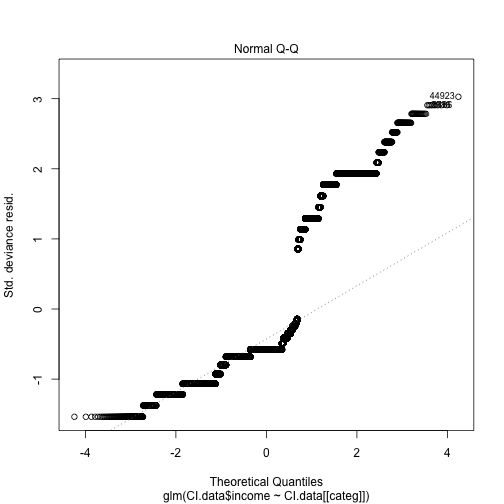 Normal Q-Q
44923
3
2
1
0
-1
Std. deviance resid.
-4
-2
0
2
4
Theoretical Quantiles
glm(CI.data$income ~ CI.data[[categ]])